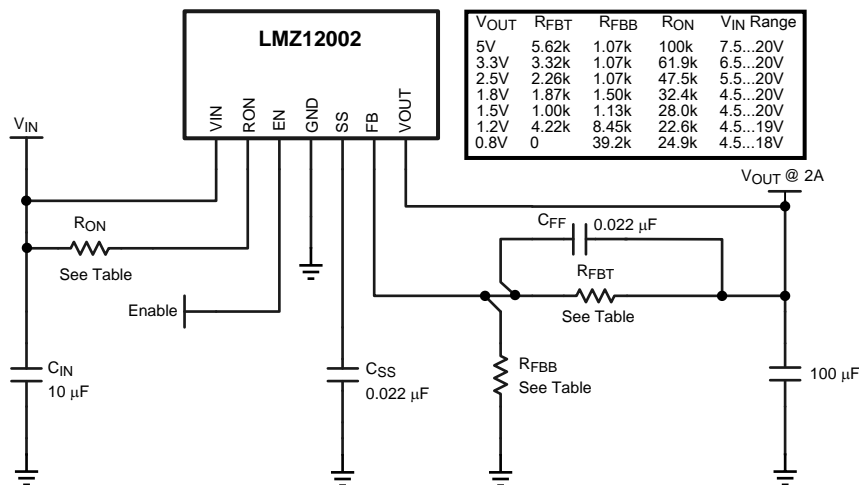 LMZ12002
VIN
RON
EN
GND
SS
FB
VOUT
VOUT RFBT RFBB RON VIN Range
5V 5.62k 1.07k 100k 7.5...20V
3.3V 3.32k 1.07k 61.9k 6.5...20V
2.5V 2.26k 1.07k 47.5k 5.5...20V
1.8V 1.87k 1.50k 32.4k 4.5...20V
1.5V 1.00k 1.13k 28.0k 4.5...20V
1.2V 4.22k 8.45k 22.6k 4.5...19V
0.8V 0 39.2k 24.9k 4.5...18V
VIN
VOUT @ 2A
RON
See Table
CFF 0.022 μF
RFBT
See Table
Enable
CIN
10 μF
CSS
0.022 μF
RFBB
See Table
100 μF